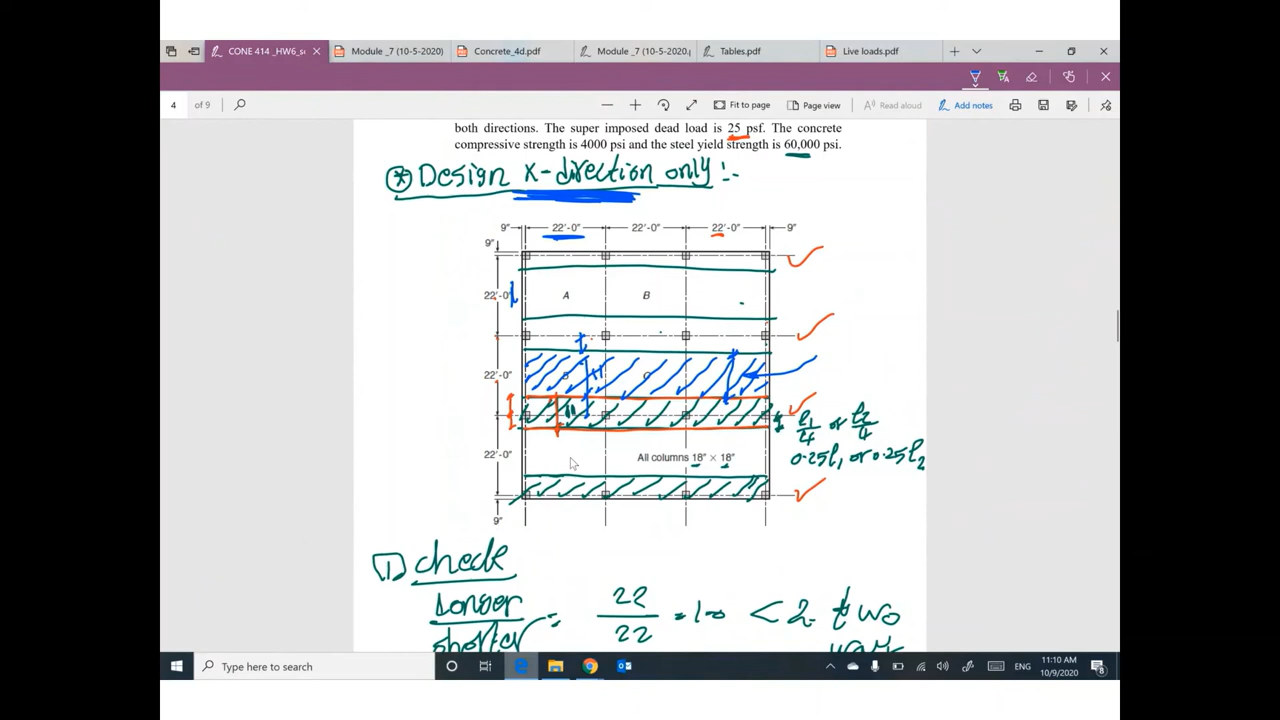 CONE 414 _HW6_s
Module _7 (10-5-2020)
Concrete_4d.pdf
Module _7 (10-5-2020).
Tables.pdf
Live loads.pdf
4 of 9
Fit to page
Page view
Read aloud
Add notes
both directions. The super imposed dead load is 25 psf. The concrete
compressive strength is 4000 psi and the steel yield strength is 60,000 psi.
* Design x-direction only :-
9" 22'-0" 22'-0" 22'-0" 9"
9"
22'-0" A B
22'-0"
22'-0" All columns 18" × 18"
9"
l1/4 or l2/4
0.25l1 or 0.25l2
1 check
Longer/shorter = 22/22 = 1.0 < 2. two
way
Type here to search
ENG
11:10 AM
10/9/2020
8